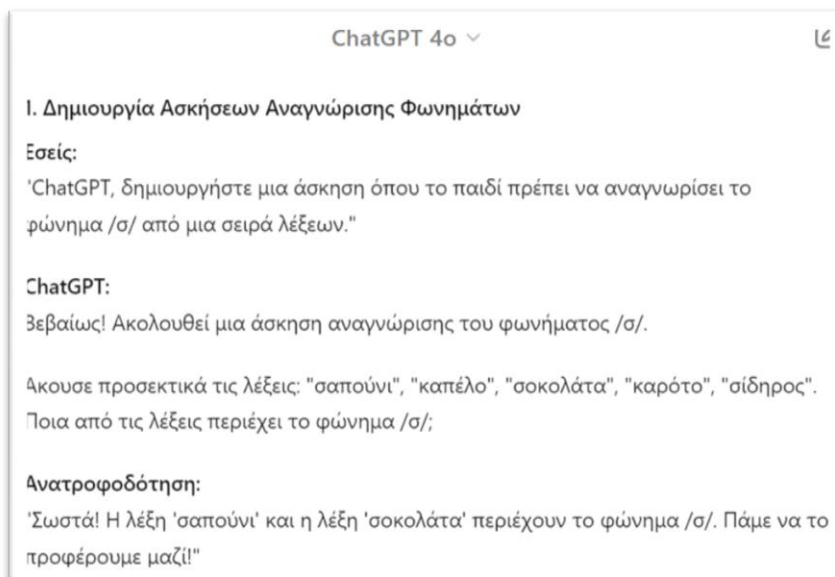 ChatGPT 4o
1. Δημιουργία Ασκήσεων Αναγνώρισης Φωνημάτων
Εσείς:
"ChatGPT, δημιουργήστε μια άσκηση όπου το παιδί πρέπει να αναγνωρίσει το
φώνημα /σ/ από μια σειρά λέξεων."
ChatGPT:
Βεβαίως! Ακολουθεί μια άσκηση αναγνώρισης του φωνήματος /σ/.
Άκουσε προσεκτικά τις λέξεις: "σαπούνι", "καπέλο", "σοκολάτα", "καρότο", "σίδηρος".
Ποια από τις λέξεις περιέχει το φώνημα /σ/;
Ανατροφοδότηση:
"Σωστά! Η λέξη 'σαπούνι' και η λέξη 'σοκολάτα' περιέχουν το φώνημα /σ/. Πάμε να το
προφέρουμε μαζί!"